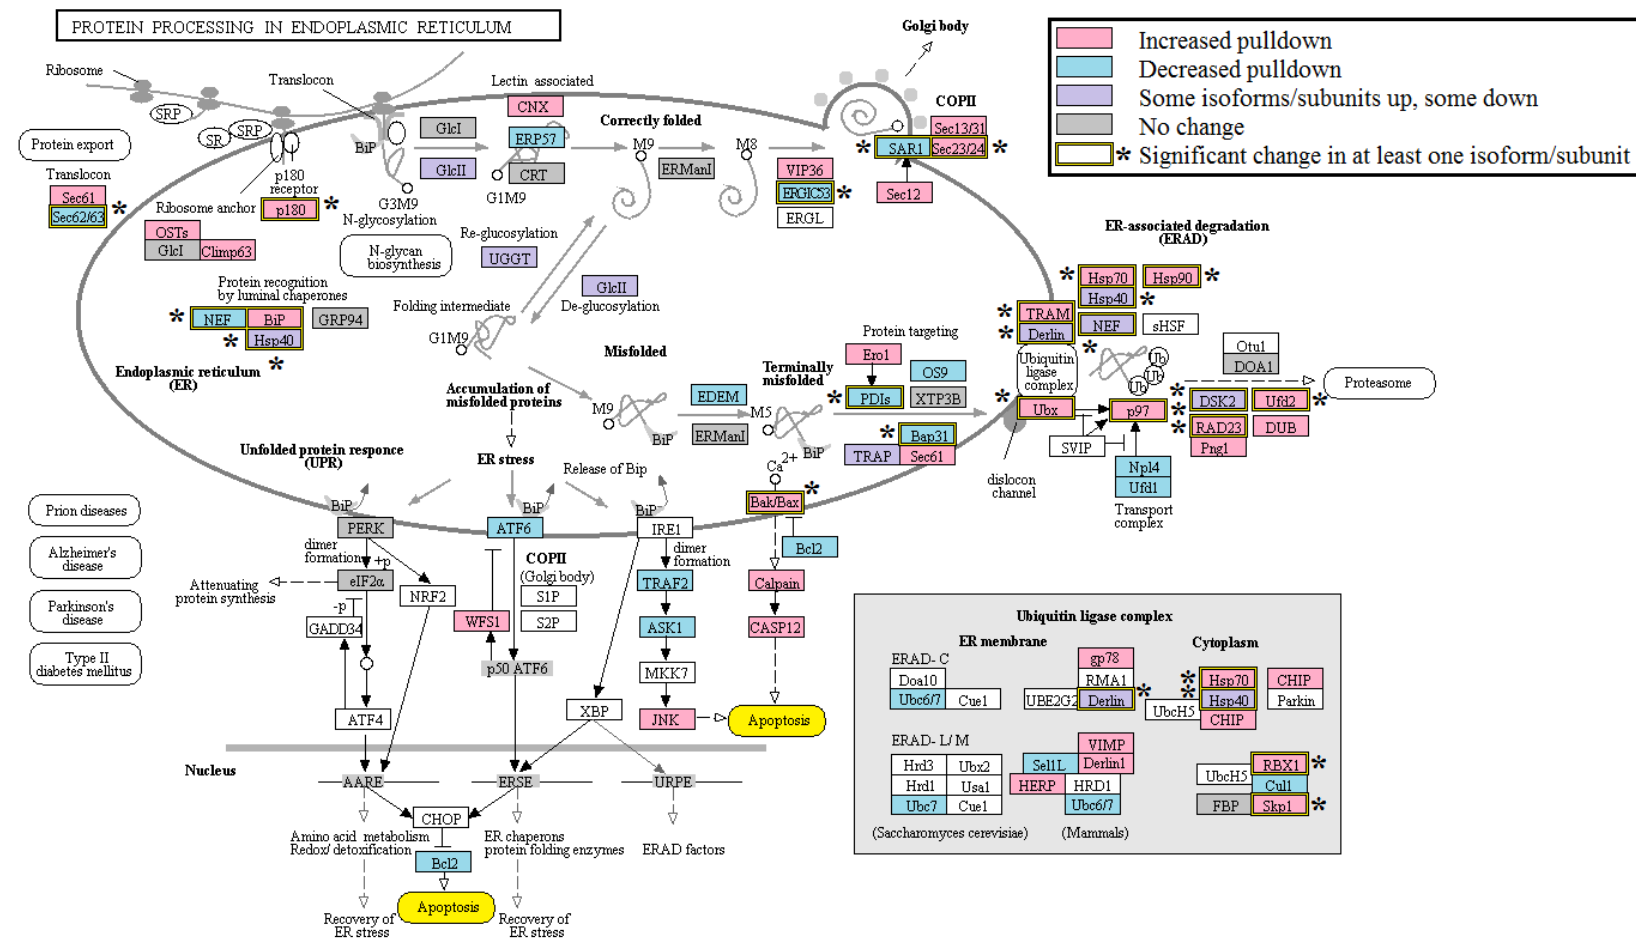 PROTEIN PROCESSING IN ENDOPLASMIC RETICULUM
Golgi body
Increased pulldown
Decreased pulldown
Some isoforms/subunits up, some down
No change
* Significant change in at least one isoform/subunit
Ribosome
Translocon
Lectin associated
CNX
COPII
SRP
SR
SRP
GlcI
ERP57
Correctly folded
Sec13/31
Protein export
BiP
M9
M8
* SAR1
Sec23/24 *
GlcII
CRT
ERManI
VIP36
Translocon
p180
receptor
G1M9
ERGIC53 *
Sec12
Sec61
Sec62/63 *
Ribosome anchor
p180 *
G3M9
N-glycosylation
ERGL
OSTs
GlcI
Climp63
N-glycan
biosynthesis
Re-glucosylation
UGGT
ER-associated degradation
(ERAD)
Protein recognition
by luminal chaperones
GlcII
De-glucosylation
* Hsp70
Hsp90 *
Hsp40 *
* NEF
BiP
GRP94
* Hsp40
*
Folding intermediate
G1M9
* TRAM
* Derlin
NEF
sHSF
*
Protein targeting
Ero1
Otu1
DOA1
Endoplasmic reticulum
(ER)
Misfolded
Terminally
misfolded
OS9
Ubiquitin
ligase
complex
Ub
Ub
Ub
Proteasome
Accumulation of
misfolded proteins
EDEM
* PDIs
XTP3B
* Ubx
p97
* DSK2
Ufd2 *
M9
M5
* RAD23
DUB
BiP
ERManI
BiP
* Bap31
SVIP
Png1
Unfolded protein responce
(UPR)
ER stress
Release of Bip
TRAP
Sec61
Npl4
Ufd1
Ca2+
dislocon
channel
Transport
complex
Prion diseases
BiP
BiP
BiP
Bak/Bax *
PERK
ATF6
IRE1
Bcl2
Alzheimer's
disease
dimer
formation
+p
COPII
(Golgi body)
dimer
formation
Attenuating
protein synthesis
eIF2α
NRF2
S1P
TRAF2
Calpain
Parkinson's
disease
-p
GADD34
WFS1
S2P
ASK1
CASP12
Type II
diabetes mellitus
p50 ATF6
MKK7
ATF4
XBP
JNK
Apoptosis
Nucleus
AARE
ERSE
URPE
CHOP
Amino acid metabolism
Redox/ detoxification
ER chaperons
protein folding enzymes
ERAD factors
Bcl2
Apoptosis
Recovery of
ER stress
Recovery of
ER stress
Ubiquitin ligase complex
ER membrane
Cytoplasm
ERAD- C
Doa10
Ubc6/7
Cue1
gp78
RMA1
UBE2G2
Derlin *
* Hsp70
* Hsp40
UbcH5
CHIP
CHIP
Parkin
ERAD- L/ M
Hrd3
Ubx2
Hrd1
Usa1
Ubc7
Cue1
VIMP
Sel1L
Derlin1
HERP
HRD1
Ubc6/7
RBX1 *
UbcH5
Cul1
FBP
Skp1 *
(Saccharomyces cerevisiae)
(Mammals)